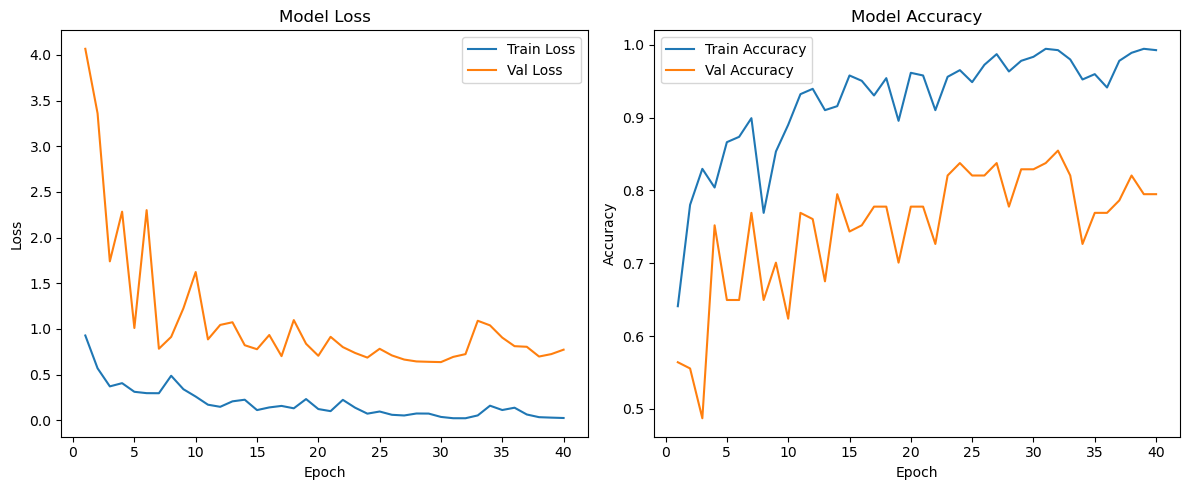 Model Loss
Train Loss
Val Loss
4.0
3.5
3.0
2.5
2.0
1.5
1.0
0.5
0.0
Loss
0 5 10 15 20 25 30 35 40
Epoch
Model Accuracy
Train Accuracy
Val Accuracy
1.0
0.9
0.8
0.7
0.6
0.5
Accuracy
0 5 10 15 20 25 30 35 40
Epoch